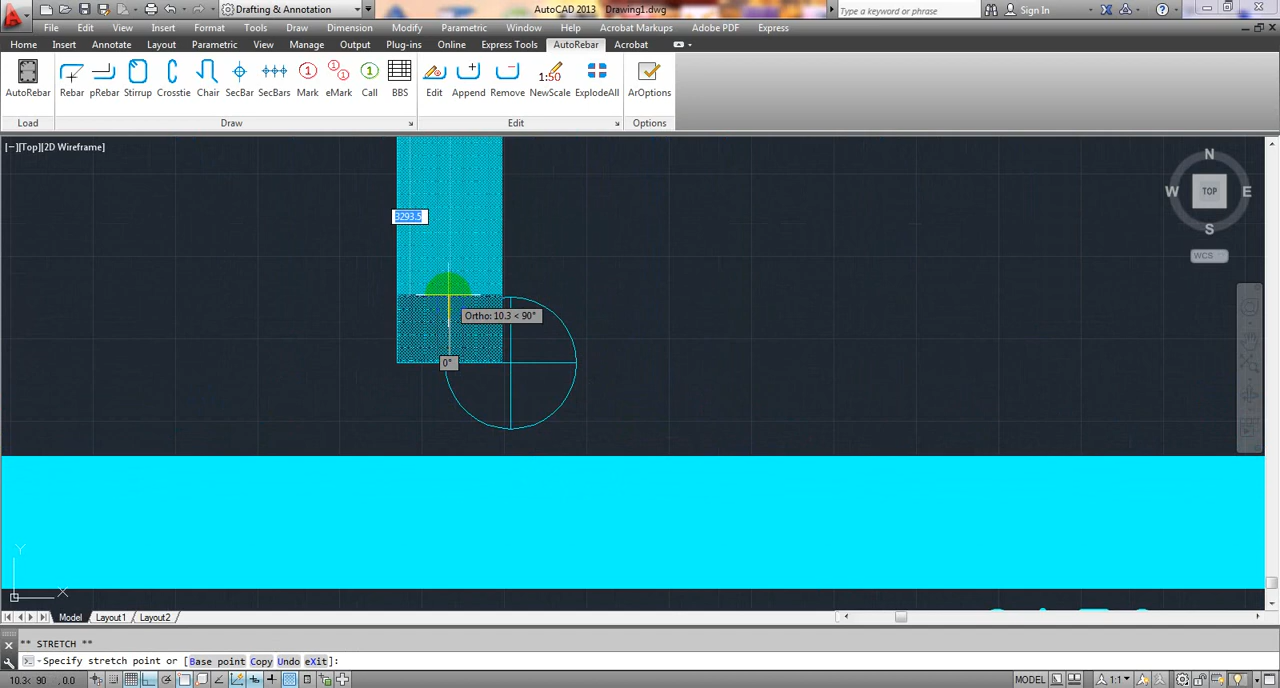 Drafting & Annotation AutoCAD 2013 Drawing1.dwg Type a keyword or phrase Sign In
File Edit View Insert Format Tools Draw Dimension Modify Parametric Window Help Acrobat Markups Adobe PDF Express
Home Insert Annotate Layout Parametric View Manage Output Plug-ins Online Express Tools AutoRebar Acrobat
1 1 1 1 1:50
AutoRebar Rebar pRebar Stirrup Crosstie Chair SecBar SecBars Mark eMark Call BBS Edit Append Remove NewScale ExplodeAll ArOptions
Load Draw Edit Options
[−][Top][2D Wireframe]
N
W TOP E
S
WCS
3293.5
Ortho: 10.3 < 90°
0°
Y
X
Model Layout1 Layout2
** STRETCH **
Specify stretch point or [Base point Copy Undo eXit]:
10.3< 90 , 0.0 MODEL 1:1